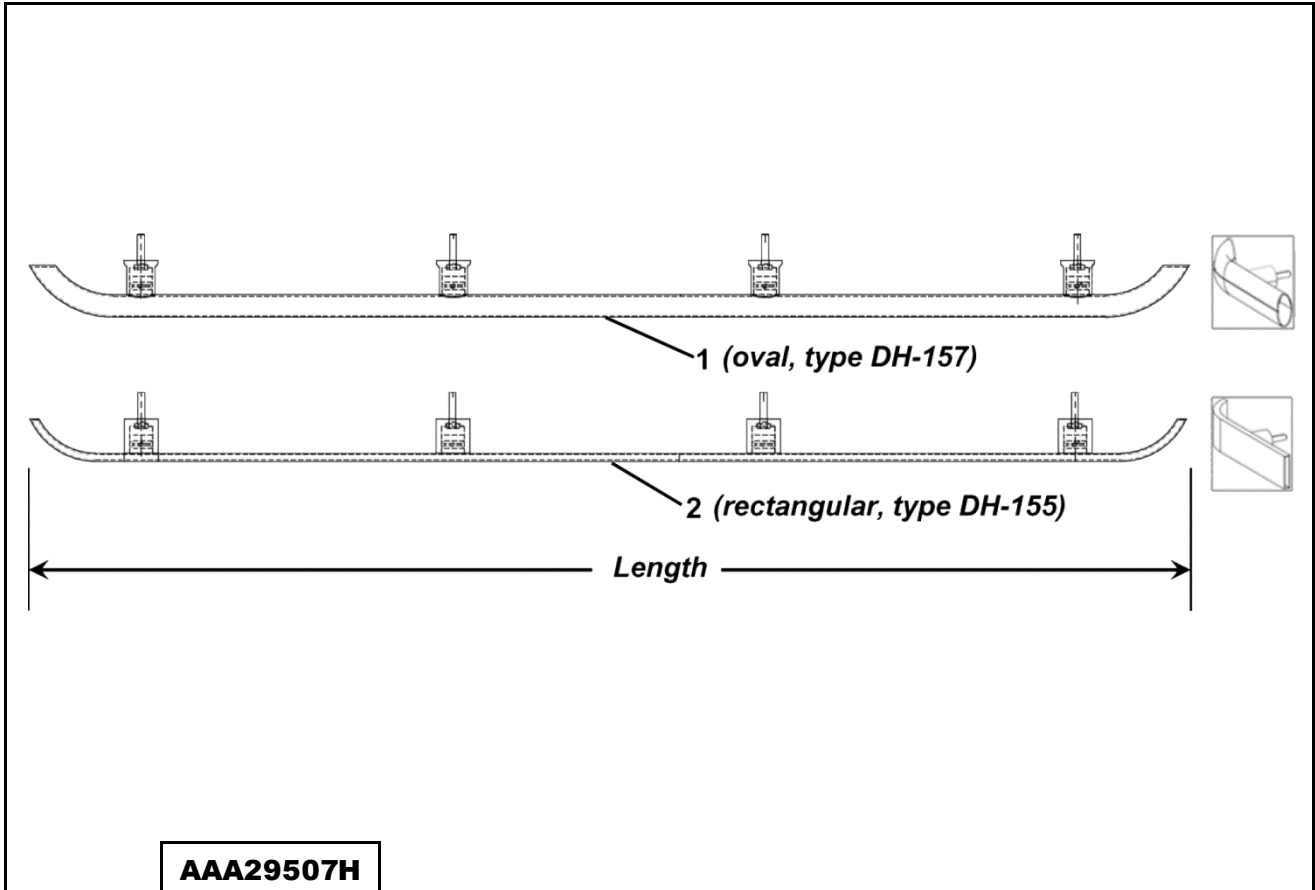 1 (oval, type DH-157)
2 (rectangular, type DH-155)
Length
AAA29507H